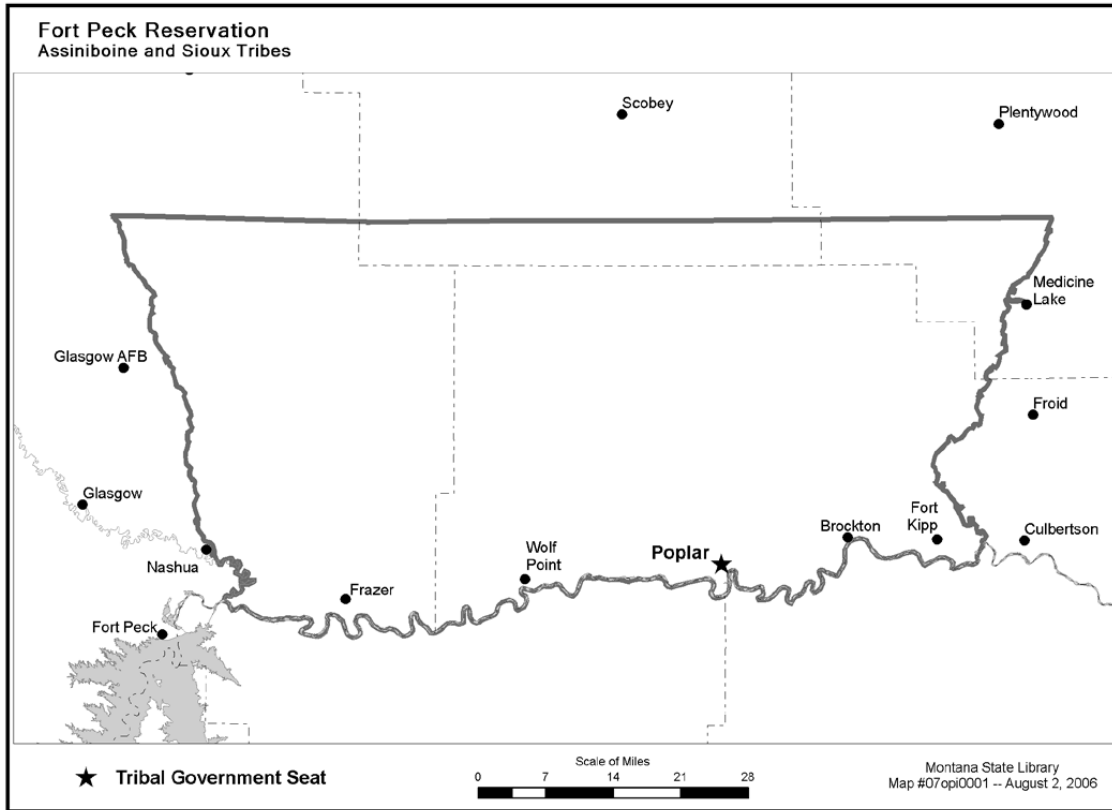 Fort Peck Reservation
Assiniboine and Sioux Tribes
Scobey
Plentywood
Medicine
Lake
Glasgow AFB
Froid
Glasgow
Fort
Kipp
Brockton
Culbertson
Wolf
Point
Poplar
Nashua
Frazer
Fort Peck
Tribal Government Seat
Scale of Miles
0 7 14 21 28
Montana State Library
Map #07opi0001 -- August 2, 2006